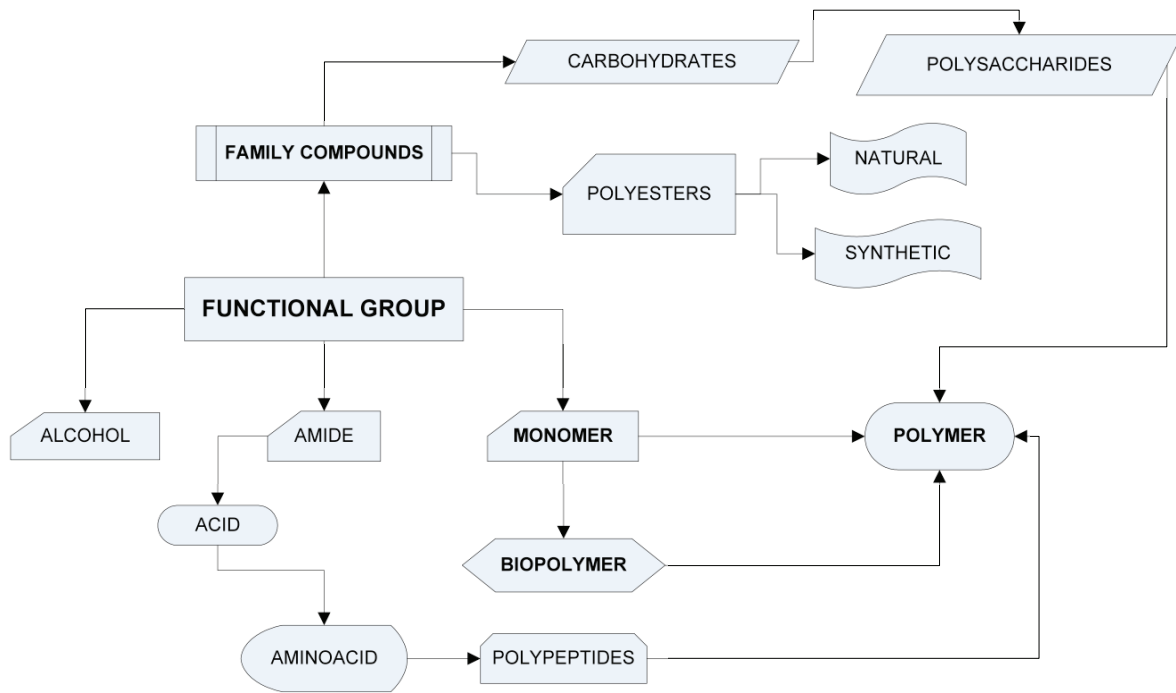 CARBOHYDRATES
POLYSACCHARIDES
FAMILY COMPOUNDS
NATURAL
POLYESTERS
SYNTHETIC
FUNCTIONAL GROUP
ALCOHOL
AMIDE
MONOMER
POLYMER
ACID
BIOPOLYMER
AMINOACID
POLYPEPTIDES